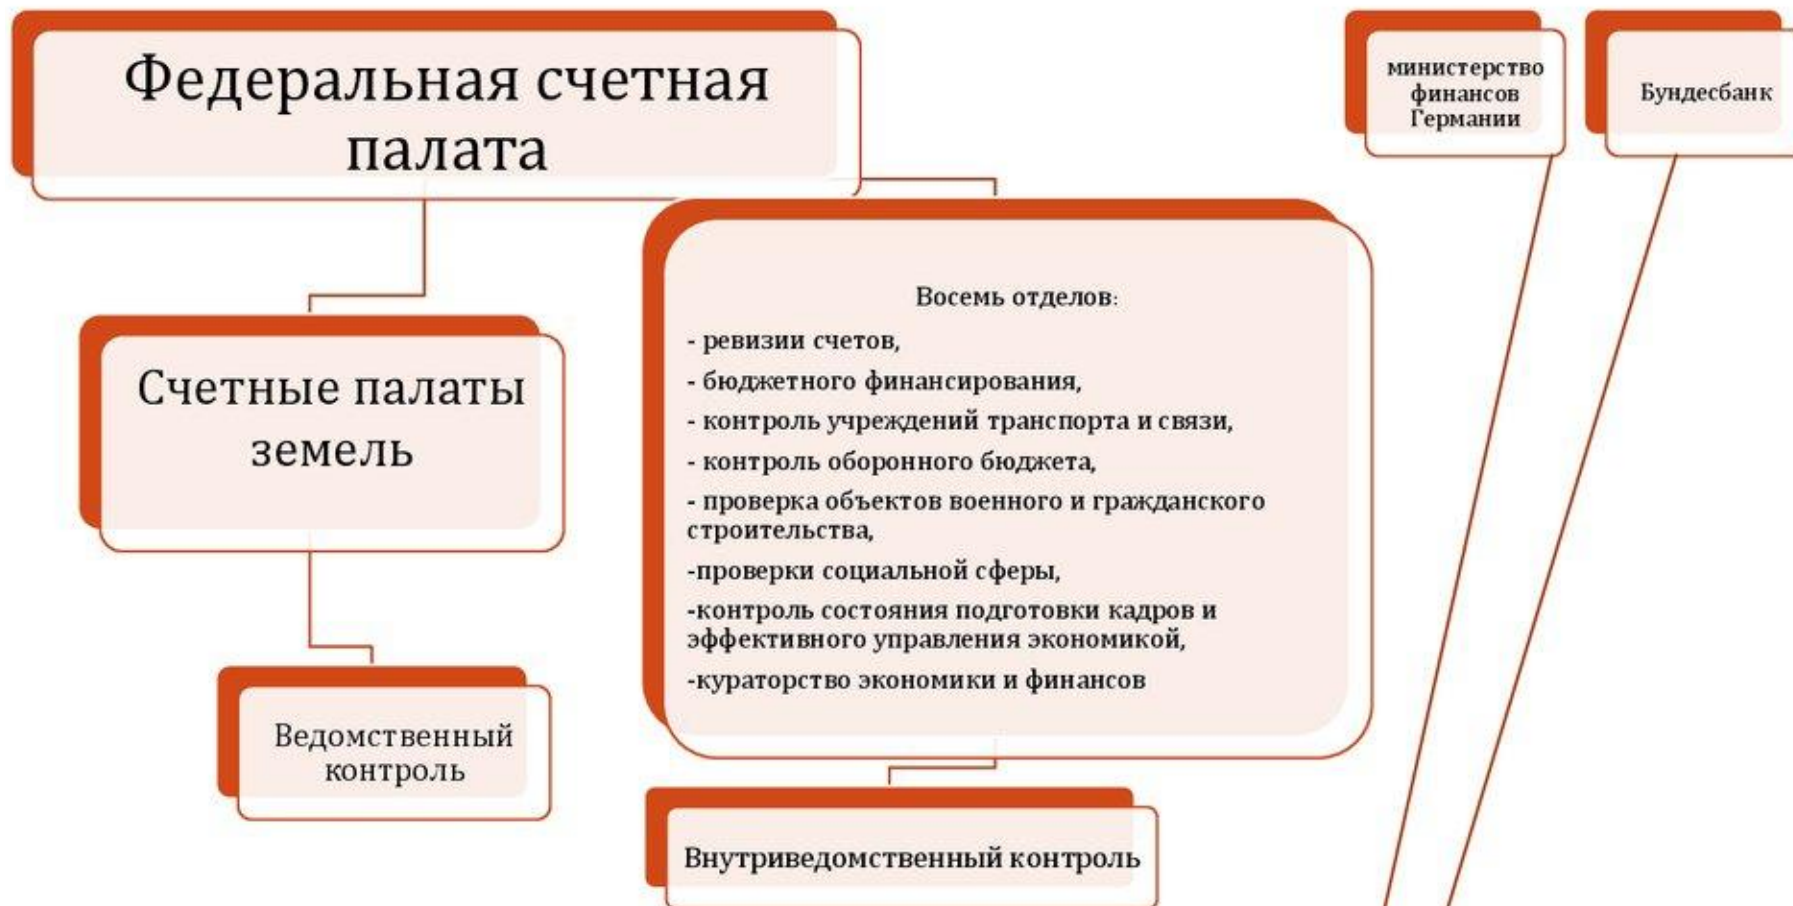 Федеральная счетная
палата
министерство
финансов
Германии
Бундесбанк
Восемь отделов:
- ревизии счетов,
- бюджетного финансирования,
- контроль учреждений транспорта и связи,
- контроль оборонного бюджета,
- проверка объектов военного и гражданского
строительства,
-проверки социальной сферы,
-контроль состояния подготовки кадров и
эффективного управления экономикой,
-кураторство экономики и финансов
Счетные палаты
земель
Ведомственный
контроль
Внутриведомственный контроль